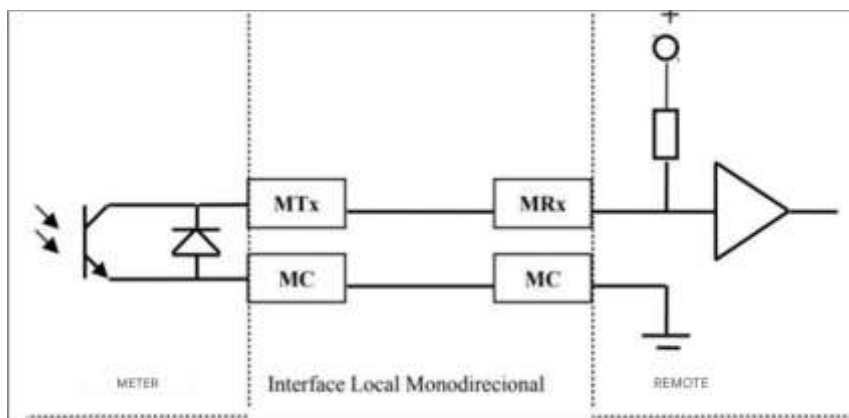 +
MTx
MRx
MC
MC
METER
Interface Local Monodirecional
REMOTE